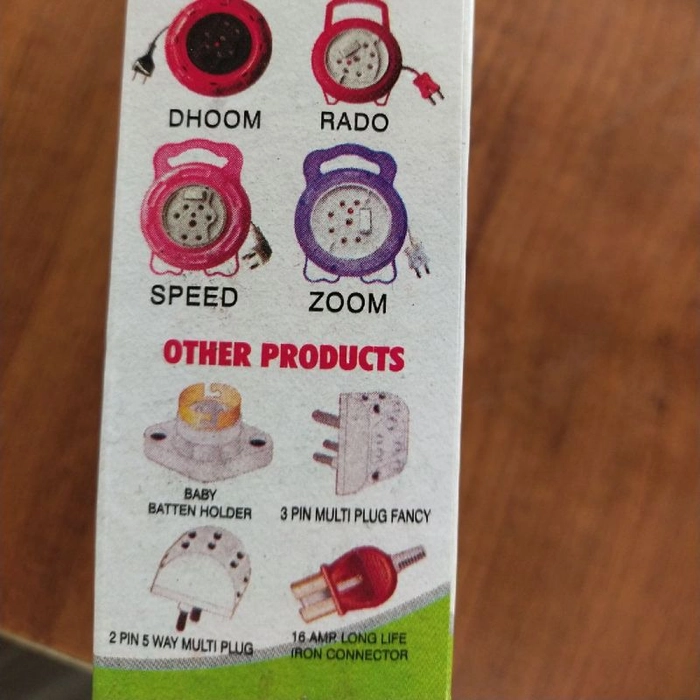 DHOOM RADO
SPEED ZOOM
OTHER PRODUCTS
BABY
BATTEN HOLDER
3 PIN MULTI PLUG FANCY
2 PIN 5 WAY MULTI PLUG
16 AMP LONG LIFE
IRON CONNECTOR